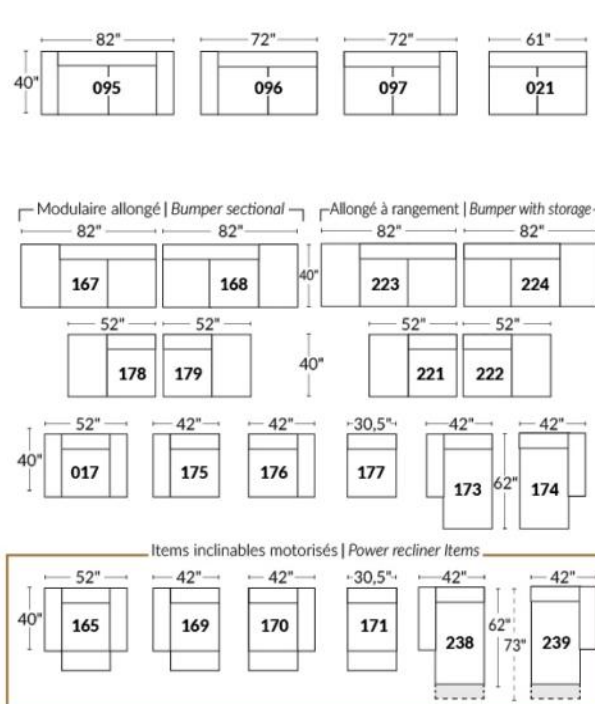 82" 72" 72" 61"
40" 095 096 097 021
Modulaire allongé | Bumper sectional Allongé à rangement | Bumper with storage
82" 82" 82" 82"
167 168 40" 223 224
52" 52" 52" 52"
178 179 40" 221 222
52" 42" 42" 30,5" 42" 42"
40" 017 175 176 177 173 62" 174
Items inclinables motorisés | Power recliner Items
52" 42" 42" 30,5" 42" 42"
40" 165 169 170 171 238 62" 73" 239